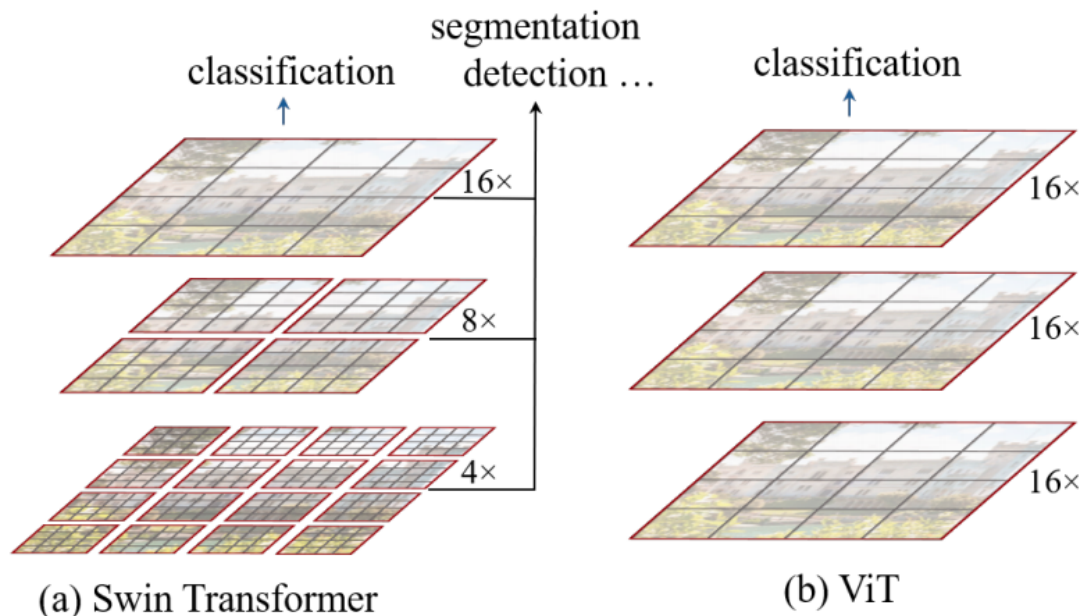 segmentation
detection ...
classification
16×
8×
4×
(a) Swin Transformer
classification
16×
16×
16×
(b) ViT